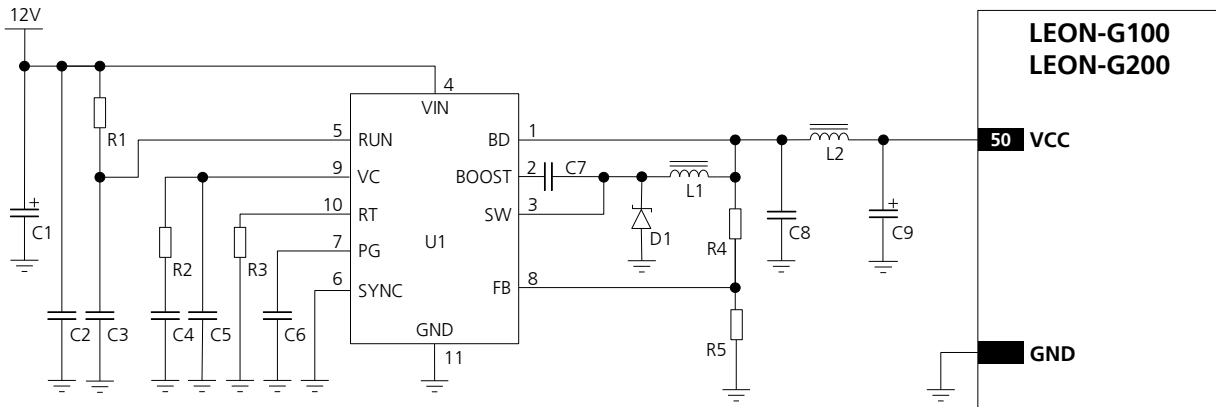 12V
LEON-G100
LEON-G200
4
VIN
R1
5
RUN
BD
1
50
VCC
L2
9
VC
BOOST
2
C7
L1
10
RT
SW
3
C1
+
R2
R3
7
PG
U1
D1
R4
C8
+
C9
6
SYNC
FB
8
C2
C3
C4
C5
C6
GND
11
R5
GND